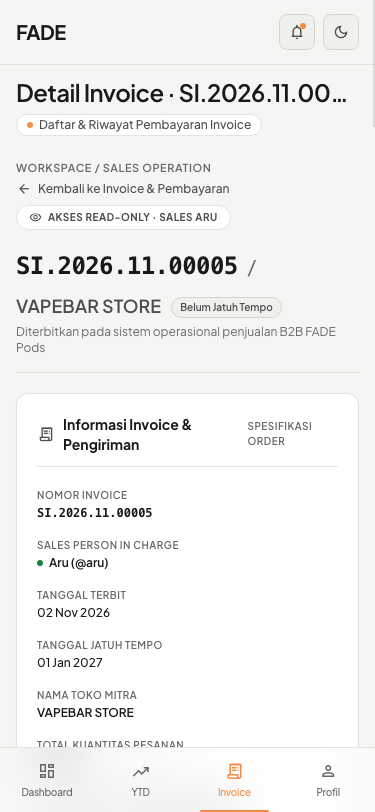 FADE
Detail Invoice · SI.2026.11.00...
Daftar & Riwayat Pembayaran Invoice
WORKSPACE / SALES OPERATION
Kembali ke Invoice & Pembayaran
AKSES READ-ONLY · SALES ARU
SI.2026.11.00005 /
VAPEBAR STORE Belum Jatuh Tempo
Diterbitkan pada sistem operasional penjualan B2B FADE
Pods
Informasi Invoice &
Pengiriman
SPESIFIKASI
ORDER
NOMOR INVOICE
SI.2026.11.00005
SALES PERSON IN CHARGE
Aru (@aru)
TANGGAL TERBIT
02 Nov 2026
TANGGAL JATUH TEMPO
01 Jan 2027
NAMA TOKO MITRA
VAPEBAR STORE
TOTAL KUANTITAS PESANAN
Dashboard YTD Invoice Profil